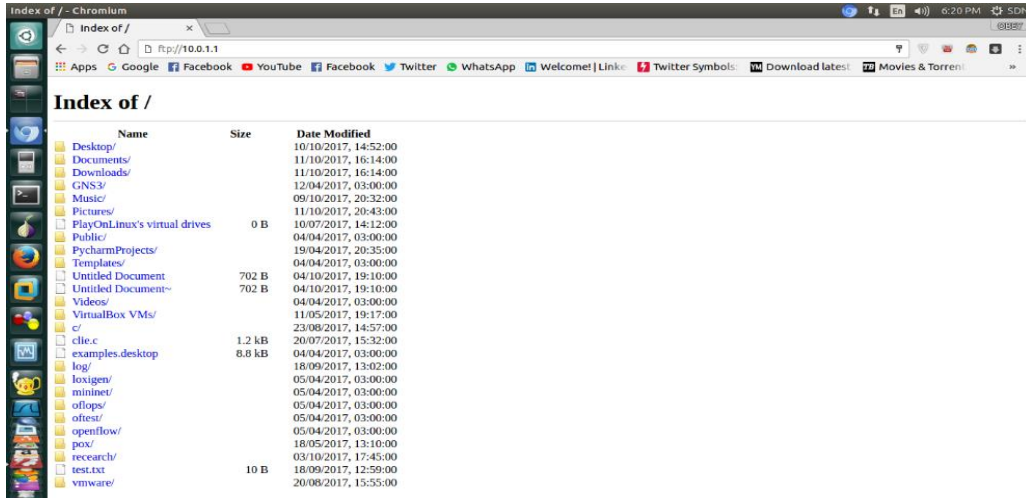 Index of / - Chromium
En
6:20 PM
SDN
Index of /
OBEY
ftp://10.0.1.1
Apps Google Facebook YouTube Facebook Twitter WhatsApp Welcome! | Linke Twitter Symbols: Download latest Movies & Torrent
Index of /
Name Size Date Modified
Desktop/ 10/10/2017, 14:52:00
Documents/ 11/10/2017, 16:14:00
Downloads/ 11/10/2017, 16:14:00
GNS3/ 12/04/2017, 03:00:00
Music/ 09/10/2017, 20:32:00
Pictures/ 11/10/2017, 20:43:00
PlayOnLinux's virtual drives 0 B 10/07/2017, 14:12:00
Public/ 04/04/2017, 03:00:00
PycharmProjects/ 19/04/2017, 20:35:00
Templates/ 04/04/2017, 03:00:00
Untitled Document 702 B 04/10/2017, 19:10:00
Untitled Document~ 702 B 04/10/2017, 19:10:00
Videos/ 04/04/2017, 03:00:00
VirtualBox VMs/ 11/05/2017, 19:17:00
c/ 23/08/2017, 14:57:00
clie.c 1.2 kB 20/07/2017, 15:32:00
examples.desktop 8.8 kB 04/04/2017, 03:00:00
log/ 18/09/2017, 13:02:00
loxigen/ 05/04/2017, 03:00:00
mininet/ 05/04/2017, 03:00:00
oflops/ 05/04/2017, 03:00:00
oftest/ 05/04/2017, 03:00:00
openflow/ 05/04/2017, 03:00:00
pox/ 18/05/2017, 13:10:00
recearch/ 03/10/2017, 17:45:00
test.txt 10 B 18/09/2017, 12:59:00
vmware/ 20/08/2017, 15:55:00